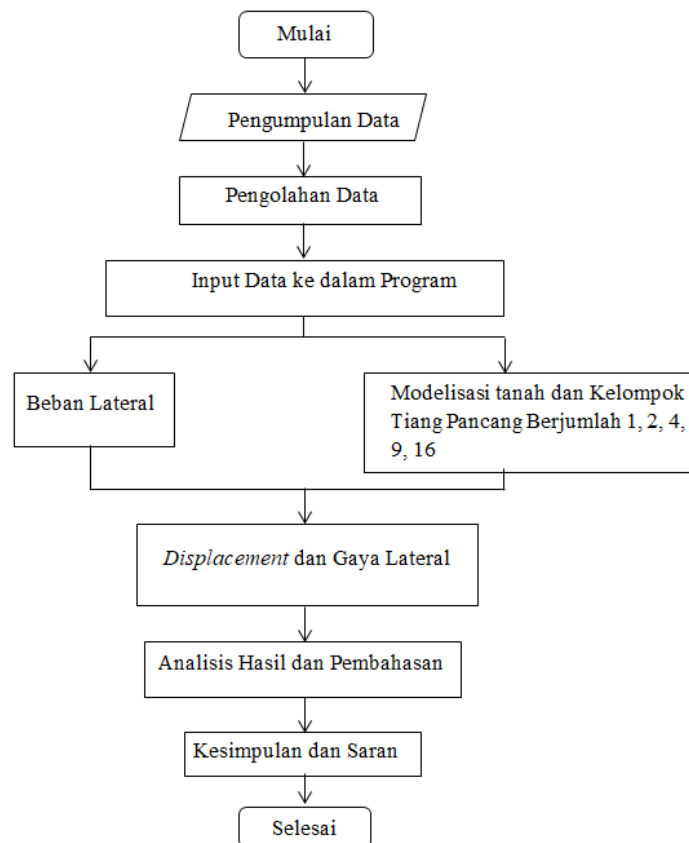 Mulai
Pengumpulan Data
Pengolahan Data
Input Data ke dalam Program
Beban Lateral
Modelisasi tanah dan Kelompok
Tiang Pancang Berjumlah 1, 2, 4,
9, 16
Displacement dan Gaya Lateral
Analisis Hasil dan Pembahasan
Kesimpulan dan Saran
Selesai